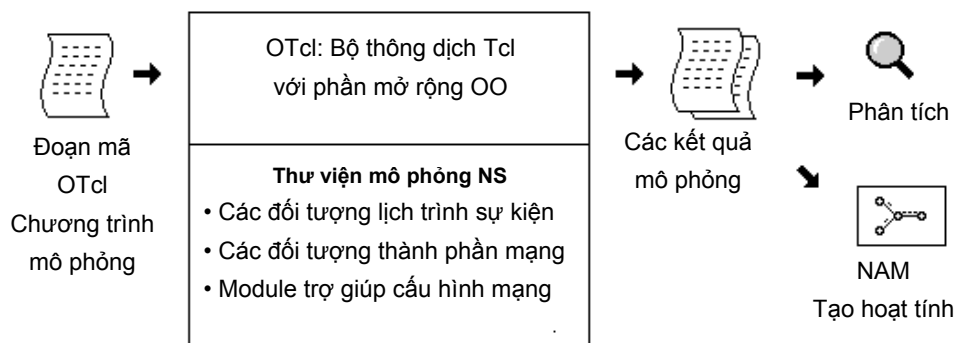 Đoạn mã
OTcl
Chương trình
mô phỏng
OTcl: Bộ thông dịch Tcl
với phần mở rộng OO
Thư viện mô phỏng NS
• Các đối tượng lịch trình sự kiện
• Các đối tượng thành phần mạng
• Module trợ giúp cấu hình mạng
.
Các kết quả
mô phỏng
Phân tích
NAM
Tạo hoạt tính